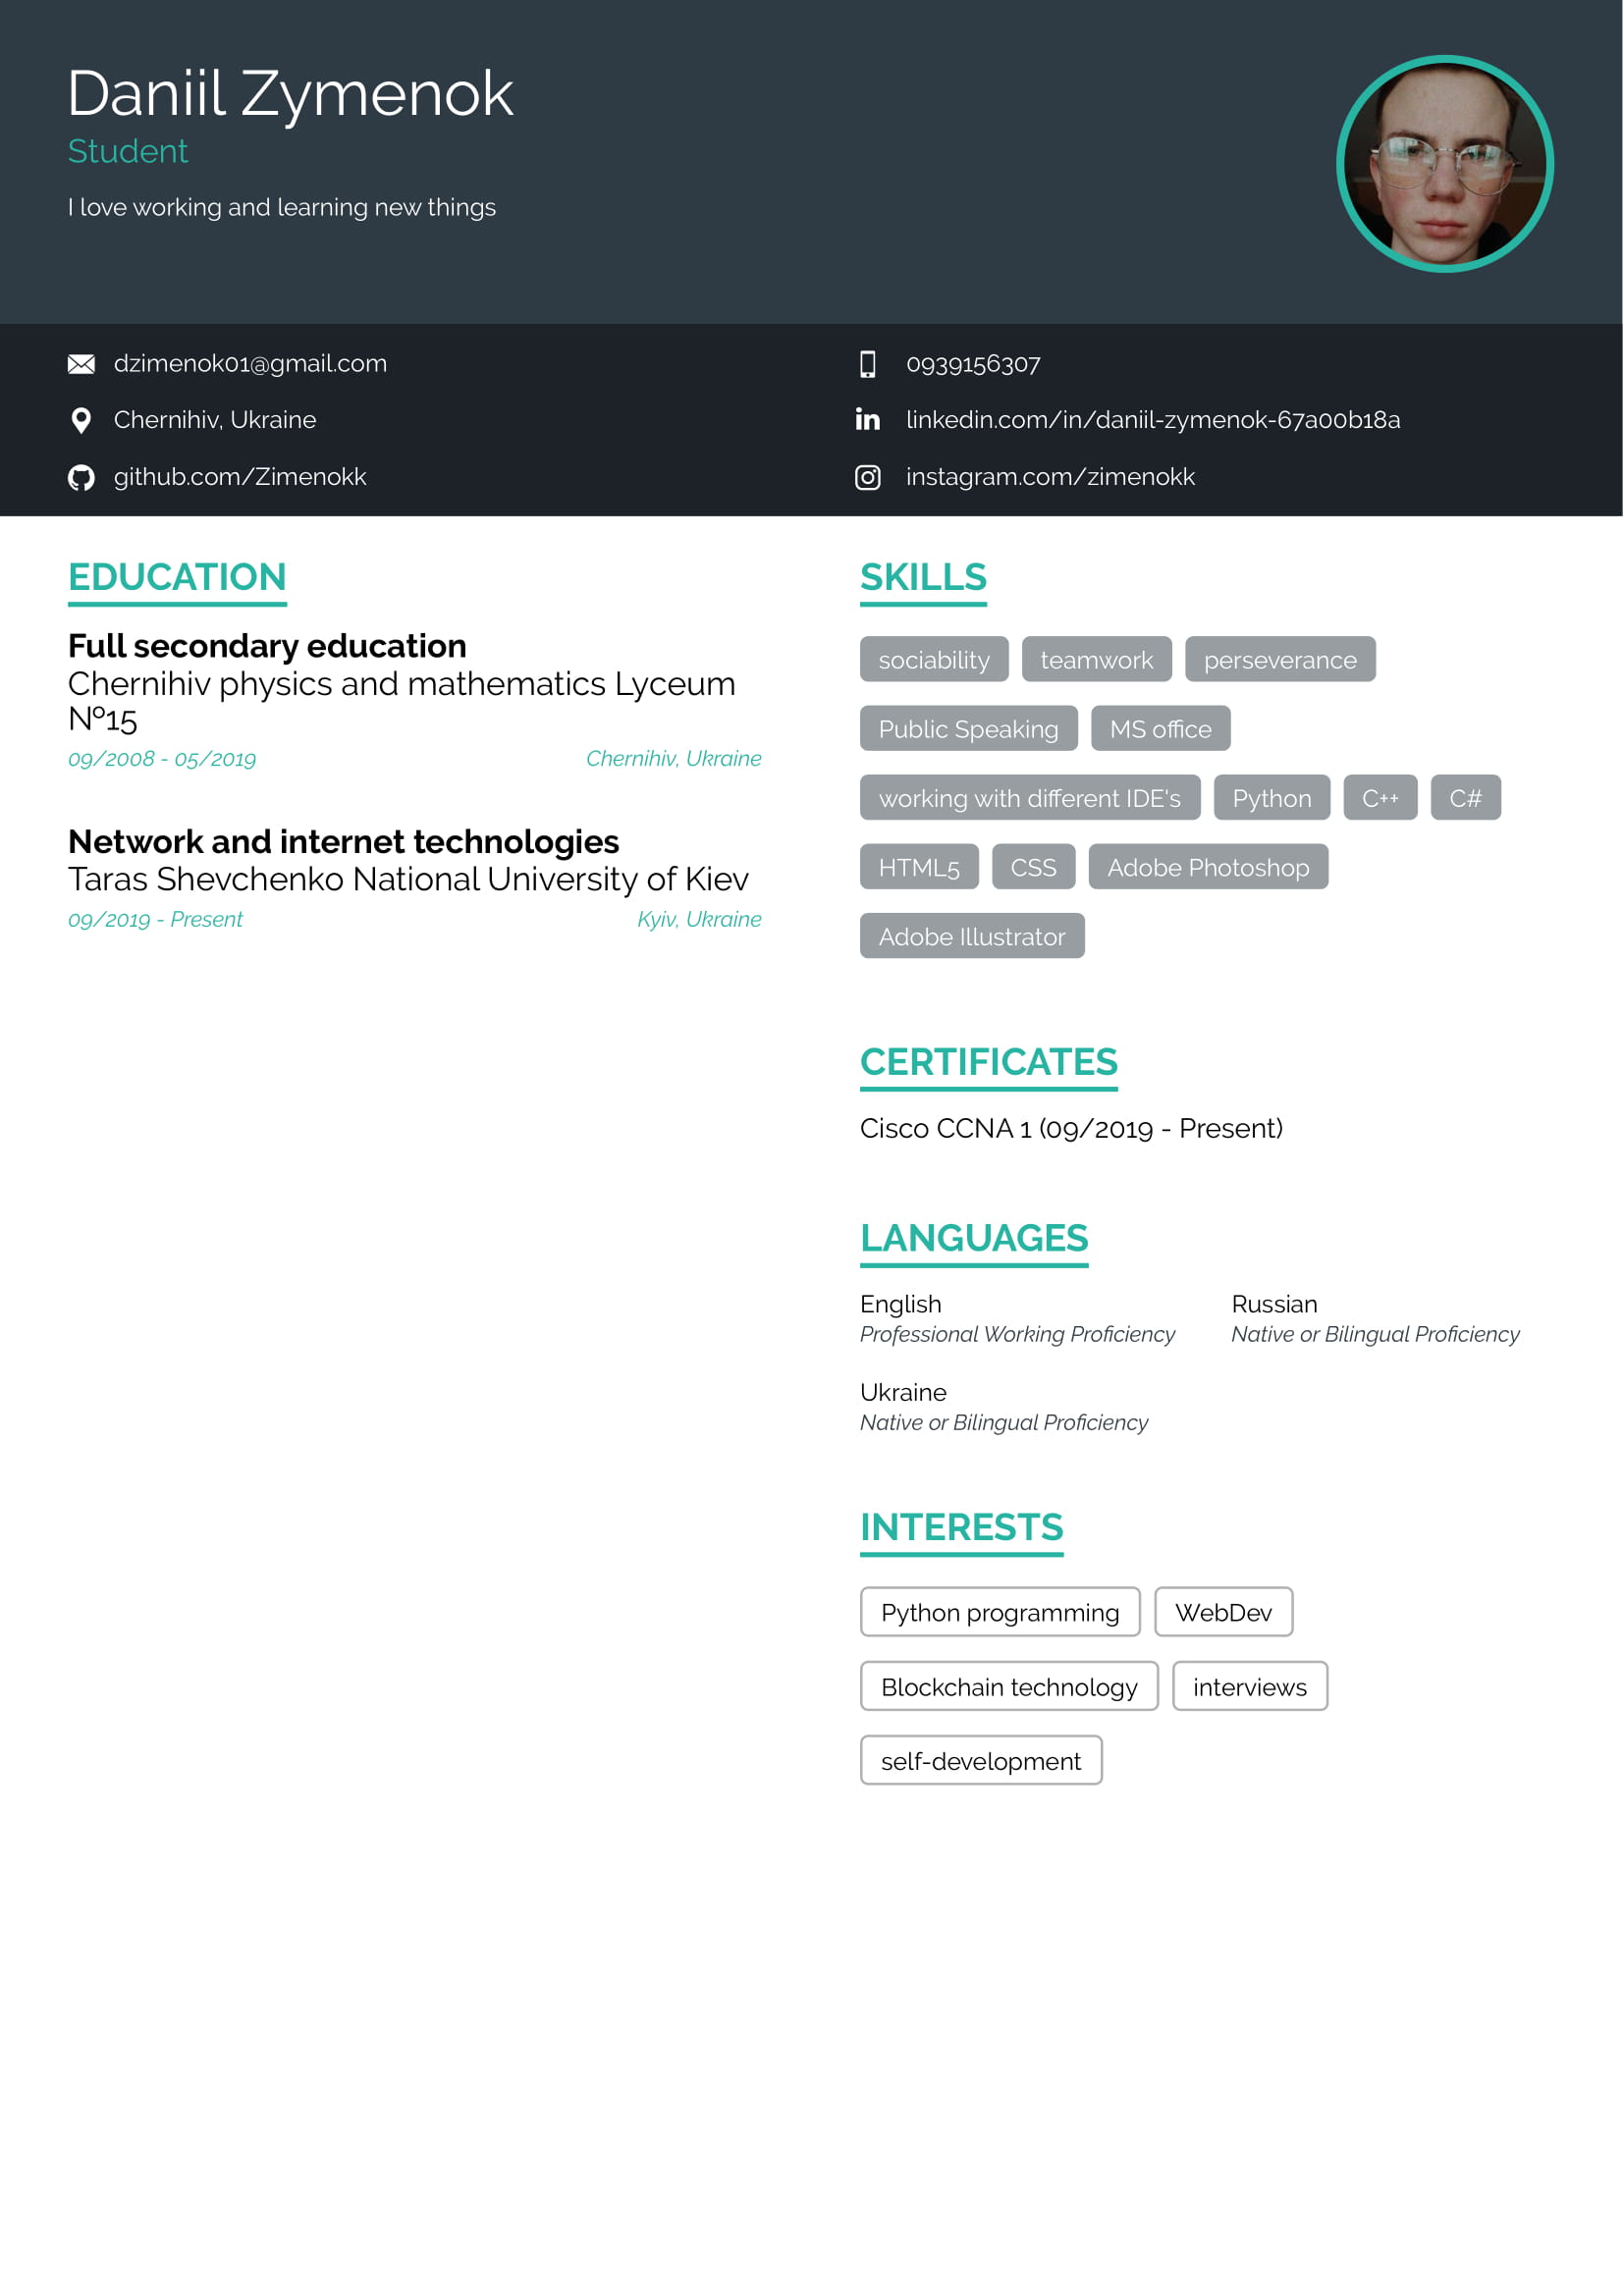 Daniil Zymenok
Student
I love working and learning new things
dzimenok01@gmail.com
0939156307
Chernihiv, Ukraine
linkedin.com/in/daniil-zymenok-67a00b18a
github.com/Zimenokk
instagram.com/zimenokk
EDUCATION
Full secondary education
Chernihiv physics and mathematics Lyceum
№15
09/2008 - 05/2019 Chernihiv, Ukraine
Network and internet technologies
Taras Shevchenko National University of Kiev
09/2019 - Present Kyiv, Ukraine
SKILLS
sociability teamwork perseverance
Public Speaking MS office
working with different IDE's Python C++ C#
HTML5 CSS Adobe Photoshop
Adobe Illustrator
CERTIFICATES
Cisco CCNA 1 (09/2019 - Present)
LANGUAGES
English Russian
Professional Working Proficiency Native or Bilingual Proficiency
Ukraine
Native or Bilingual Proficiency
INTERESTS
Python programming WebDev
Blockchain technology interviews
self-development